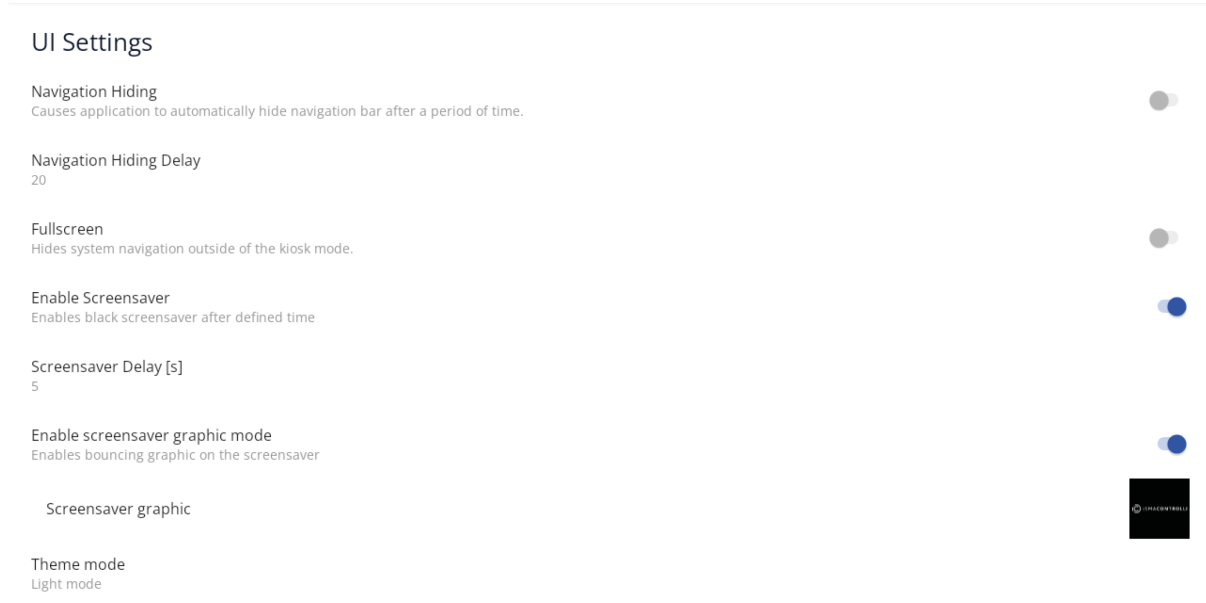 UI Settings
Navigation Hiding
Causes application to automatically hide navigation bar after a period of time.
Navigation Hiding Delay
20
Fullscreen
Hides system navigation outside of the kiosk mode.
Enable Screensaver
Enables black screensaver after defined time
Screensaver Delay [s]
5
Enable screensaver graphic mode
Enables bouncing graphic on the screensaver
Screensaver graphic
iSMACONTROLLI
Theme mode
Light mode